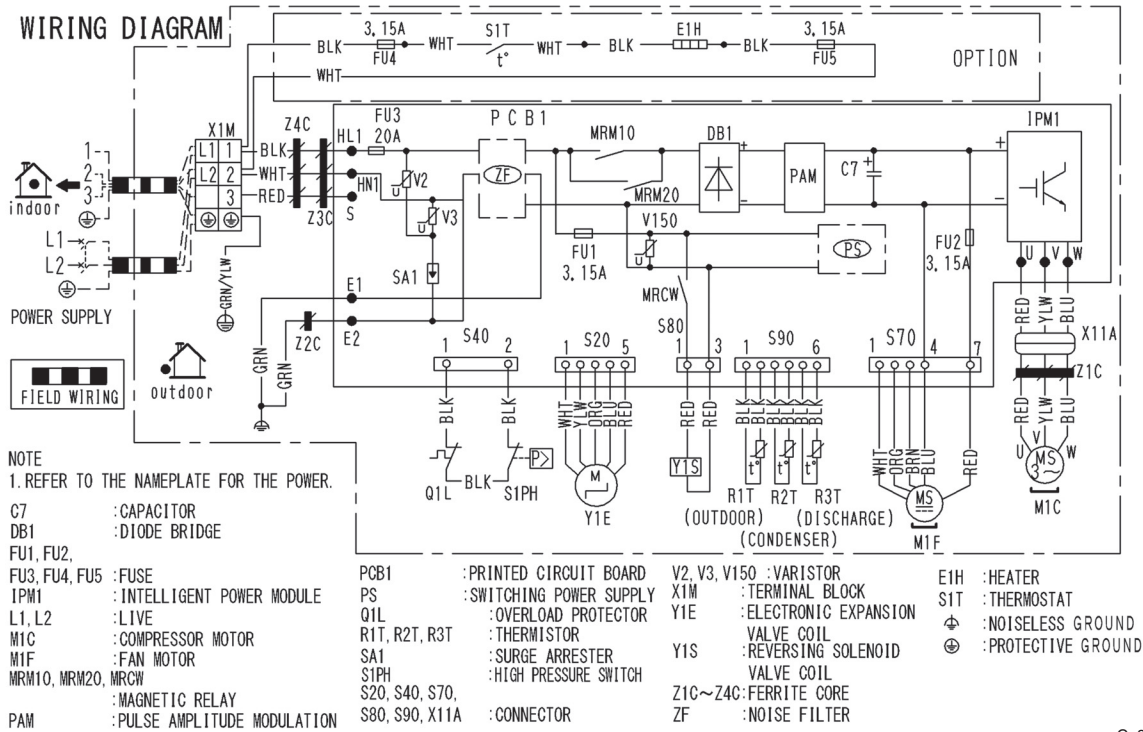 WIRING DIAGRAM
3.15A S1T E1H 3.15A
BLK FU4 WHT t° WHT BLK BLK FU5
WHT
OPTION
X1M Z4C HL1 FU3 20A PCB1 MRM10 DB1 IPM1
1 L1 1 BLK V2 ZF + PAM C7 + +
2 L2 2 WHT HN1 U MRM20
3 3 RED Z3C S V3 U V150 - -
indoor
L1
L2
FU1 U PS FU2 U V W
3.15A 3.15A
GRN/YLW
SA1 E1 MRCW RED YLW BLU
POWER SUPPLY
Z2C E2 S40 S20 S80 S90 S70 X11A
1 2 1 5 1 3 1 6 1 4 7 Z1C
GRN GRN
FIELD WIRING
outdoor
BLK BLK WHT YLW ORG BLU RED RED RED BLK BLK BLK BLK BLK BLK WHT ORG BRN BLU RED RED YLW BLU
U V W
Q1L BLK S1PH P> M Y1S t° t° t° MS MS 3~
Y1E R1T R2T R3T M1C
(OUTDOOR) (DISCHARGE) M1F
(CONDENSER)
NOTE
1. REFER TO THE NAMEPLATE FOR THE POWER.
C7 :CAPACITOR
DB1 :DIODE BRIDGE
FU1, FU2,
FU3, FU4, FU5 :FUSE
IPM1 :INTELLIGENT POWER MODULE
L1, L2 :LIVE
M1C :COMPRESSOR MOTOR
M1F :FAN MOTOR
MRM10, MRM20, MRCW
:MAGNETIC RELAY
PAM :PULSE AMPLITUDE MODULATION
PCB1 :PRINTED CIRCUIT BOARD
PS :SWITCHING POWER SUPPLY
Q1L :OVERLOAD PROTECTOR
R1T, R2T, R3T :THERMISTOR
SA1 :SURGE ARRESTER
S1PH :HIGH PRESSURE SWITCH
S20, S40, S70,
S80, S90, X11A :CONNECTOR
V2, V3, V150 :VARISTOR
X1M :TERMINAL BLOCK
Y1E :ELECTRONIC EXPANSION
VALVE COIL
Y1S :REVERSING SOLENOID
VALVE COIL
Z1C~Z4C:FERRITE CORE
ZF :NOISE FILTER
E1H :HEATER
S1T :THERMOSTAT
:NOISELESS GROUND
:PROTECTIVE GROUND